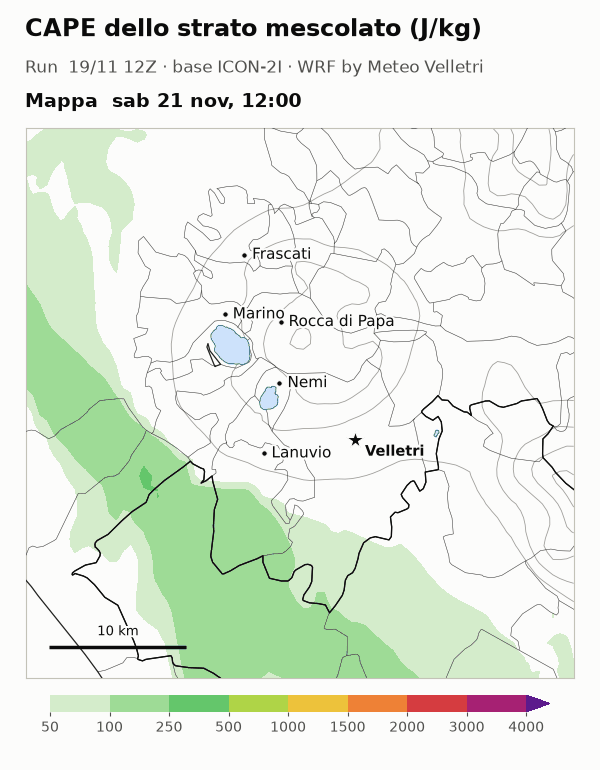 CAPE dello strato mescolato (J/kg)
Run  19/11 12Z · base ICON-2I · WRF by Meteo Velletri
Mappa  sab 21 nov, 12:00
Frascati
Marino
Rocca di Papa
Nemi
Velletri
Lanuvio
10 km
50 100 250 500 1000 1500 2000 3000 4000